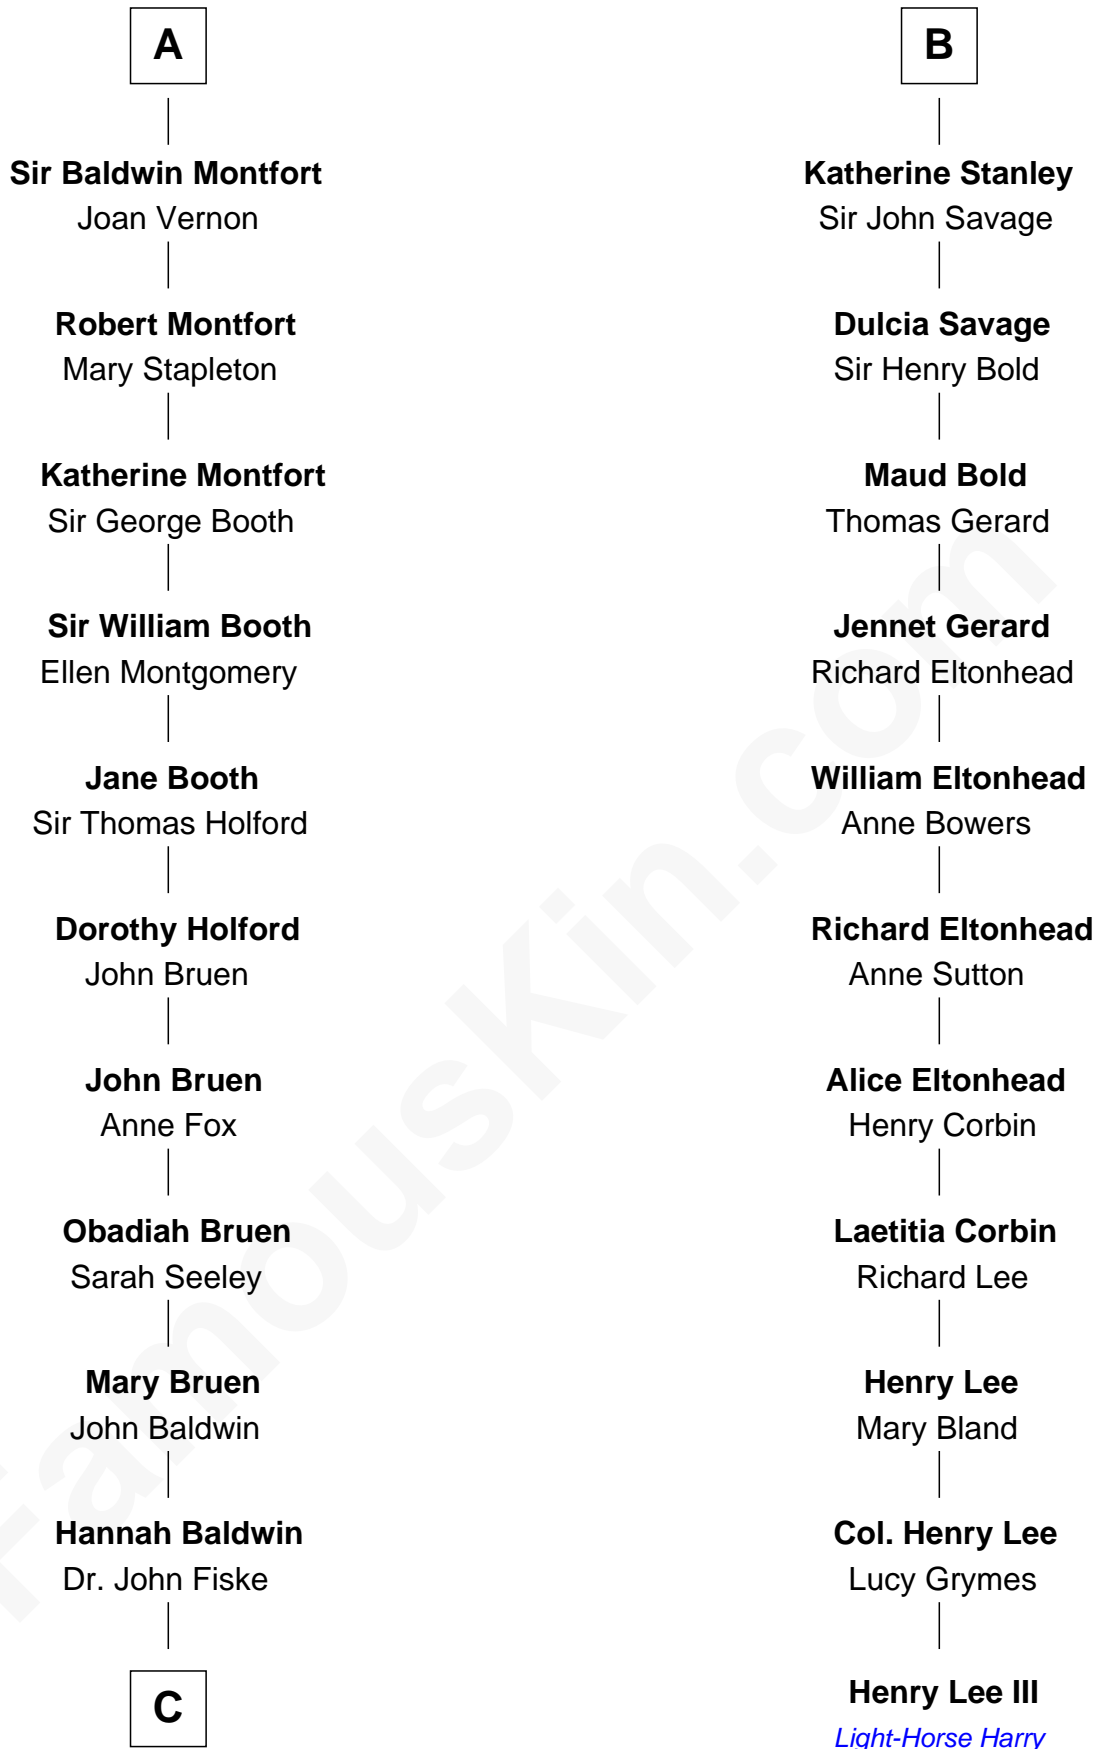 A
Sir Baldwin Montfort
Joan Vernon
Robert Montfort
Mary Stapleton
Katherine Montfort
Sir George Booth
Sir William Booth
Ellen Montgomery
Jane Booth
Sir Thomas Holford
Dorothy Holford
John Bruen
John Bruen
Anne Fox
Obadiah Bruen
Sarah Seeley
Mary Bruen
John Baldwin
Hannah Baldwin
Dr. John Fiske
C
B
Katherine Stanley
Sir John Savage
Dulcia Savage
Sir Henry Bold
Maud Bold
Thomas Gerard
Jennet Gerard
Richard Eltonhead
William Eltonhead
Anne Bowers
Richard Eltonhead
Anne Sutton
Alice Eltonhead
Henry Corbin
Laetitia Corbin
Richard Lee
Henry Lee
Mary Bland
Col. Henry Lee
Lucy Grymes
Henry Lee III
Light-Horse Harry
FamousKin.com